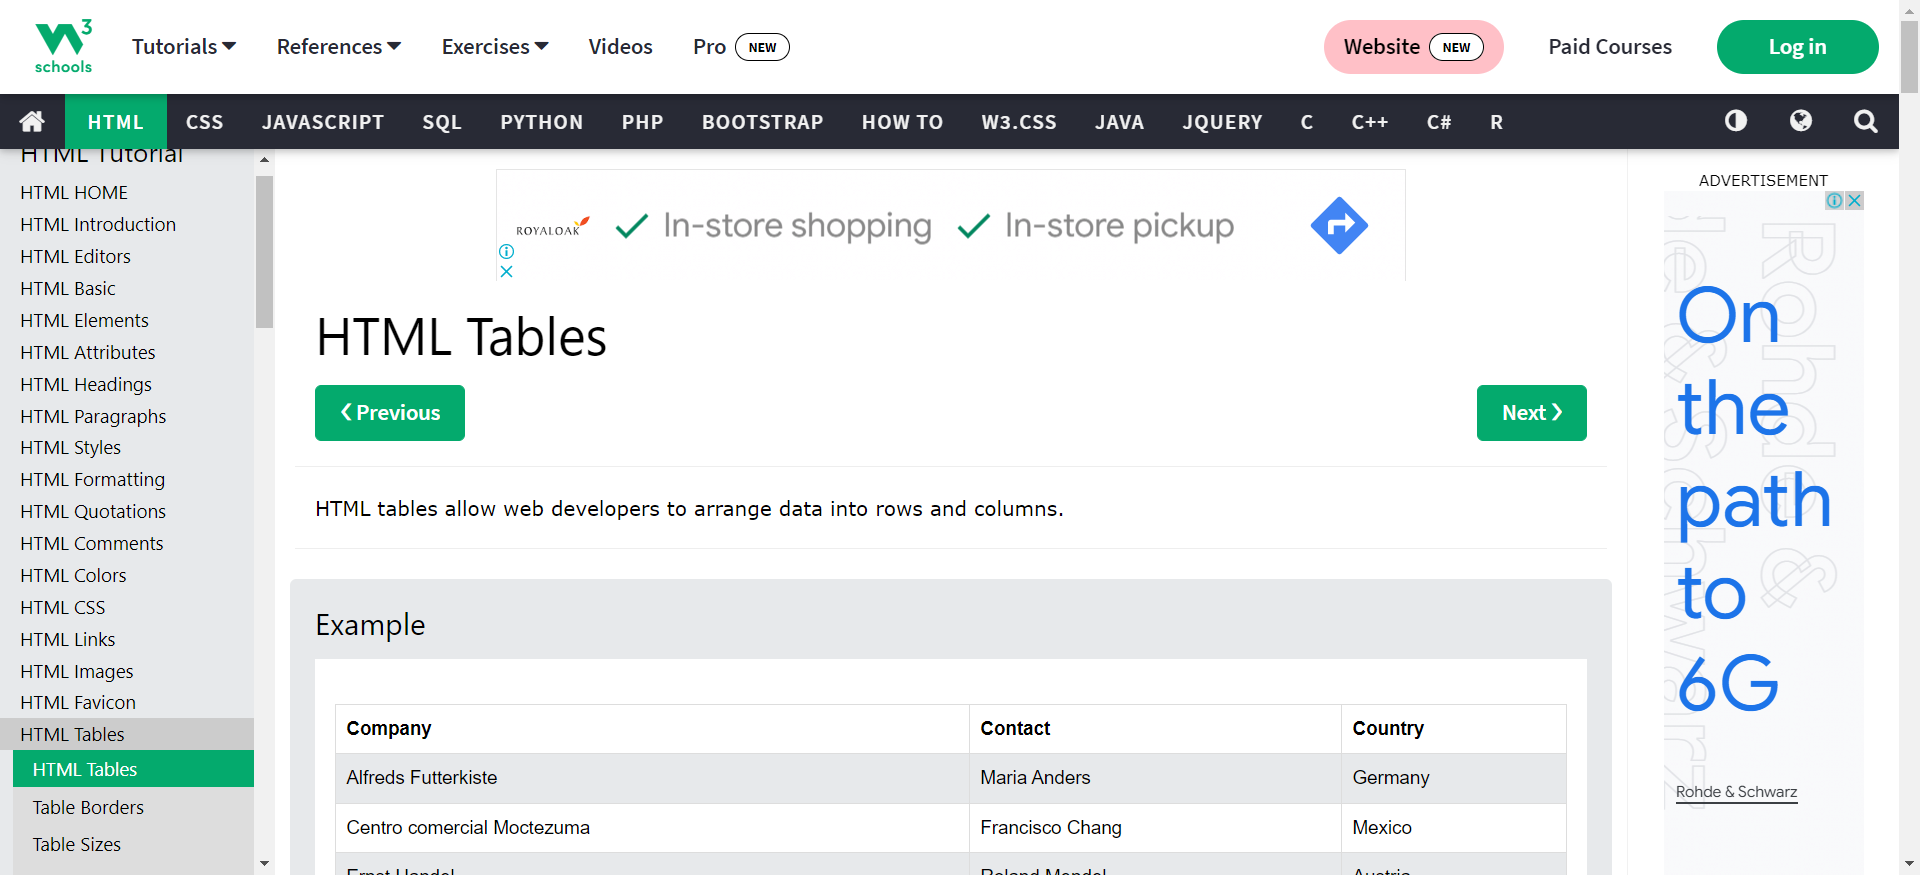 W3
schools
Tutorials
References
Exercises
Videos
Pro NEW
Website NEW
Paid Courses
Log in
HTML
CSS
JAVASCRIPT
SQL
PYTHON
PHP
BOOTSTRAP
HOW TO
W3.CSS
JAVA
JQUERY
C
C++
C#
R
HTML Tutorial
HTML HOME
HTML Introduction
HTML Editors
HTML Basic
HTML Elements
HTML Attributes
HTML Headings
HTML Paragraphs
HTML Styles
HTML Formatting
HTML Quotations
HTML Comments
HTML Colors
HTML CSS
HTML Links
HTML Images
HTML Favicon
HTML Tables
HTML Tables
Table Borders
Table Sizes
ROYALOAK
In-store shopping
In-store pickup
HTML Tables
❮ Previous
Next ❯
HTML tables allow web developers to arrange data into rows and columns.
Example
Company Contact Country
Alfreds Futterkiste Maria Anders Germany
Centro comercial Moctezuma Francisco Chang Mexico
Ernst Handel Roland Mendel Austria
ADVERTISEMENT
On
the
path
to
6G
Rohde & Schwarz
Rohde &